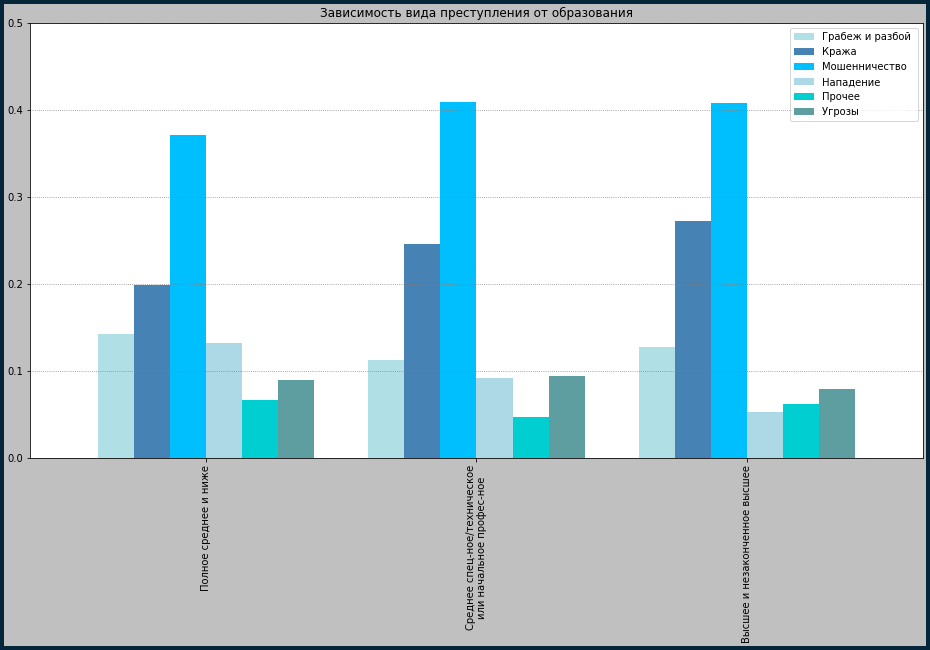 Зависимость вида преступления от образования
0.5
0.4
0.3
0.2
0.1
0.0
Грабеж и разбой
Кража
Мошенничество
Нападение
Прочее
Угрозы
Полное среднее и ниже
Среднее спец-ное/техническое
или начальное профес-ное
Высшее и незаконченное высшее